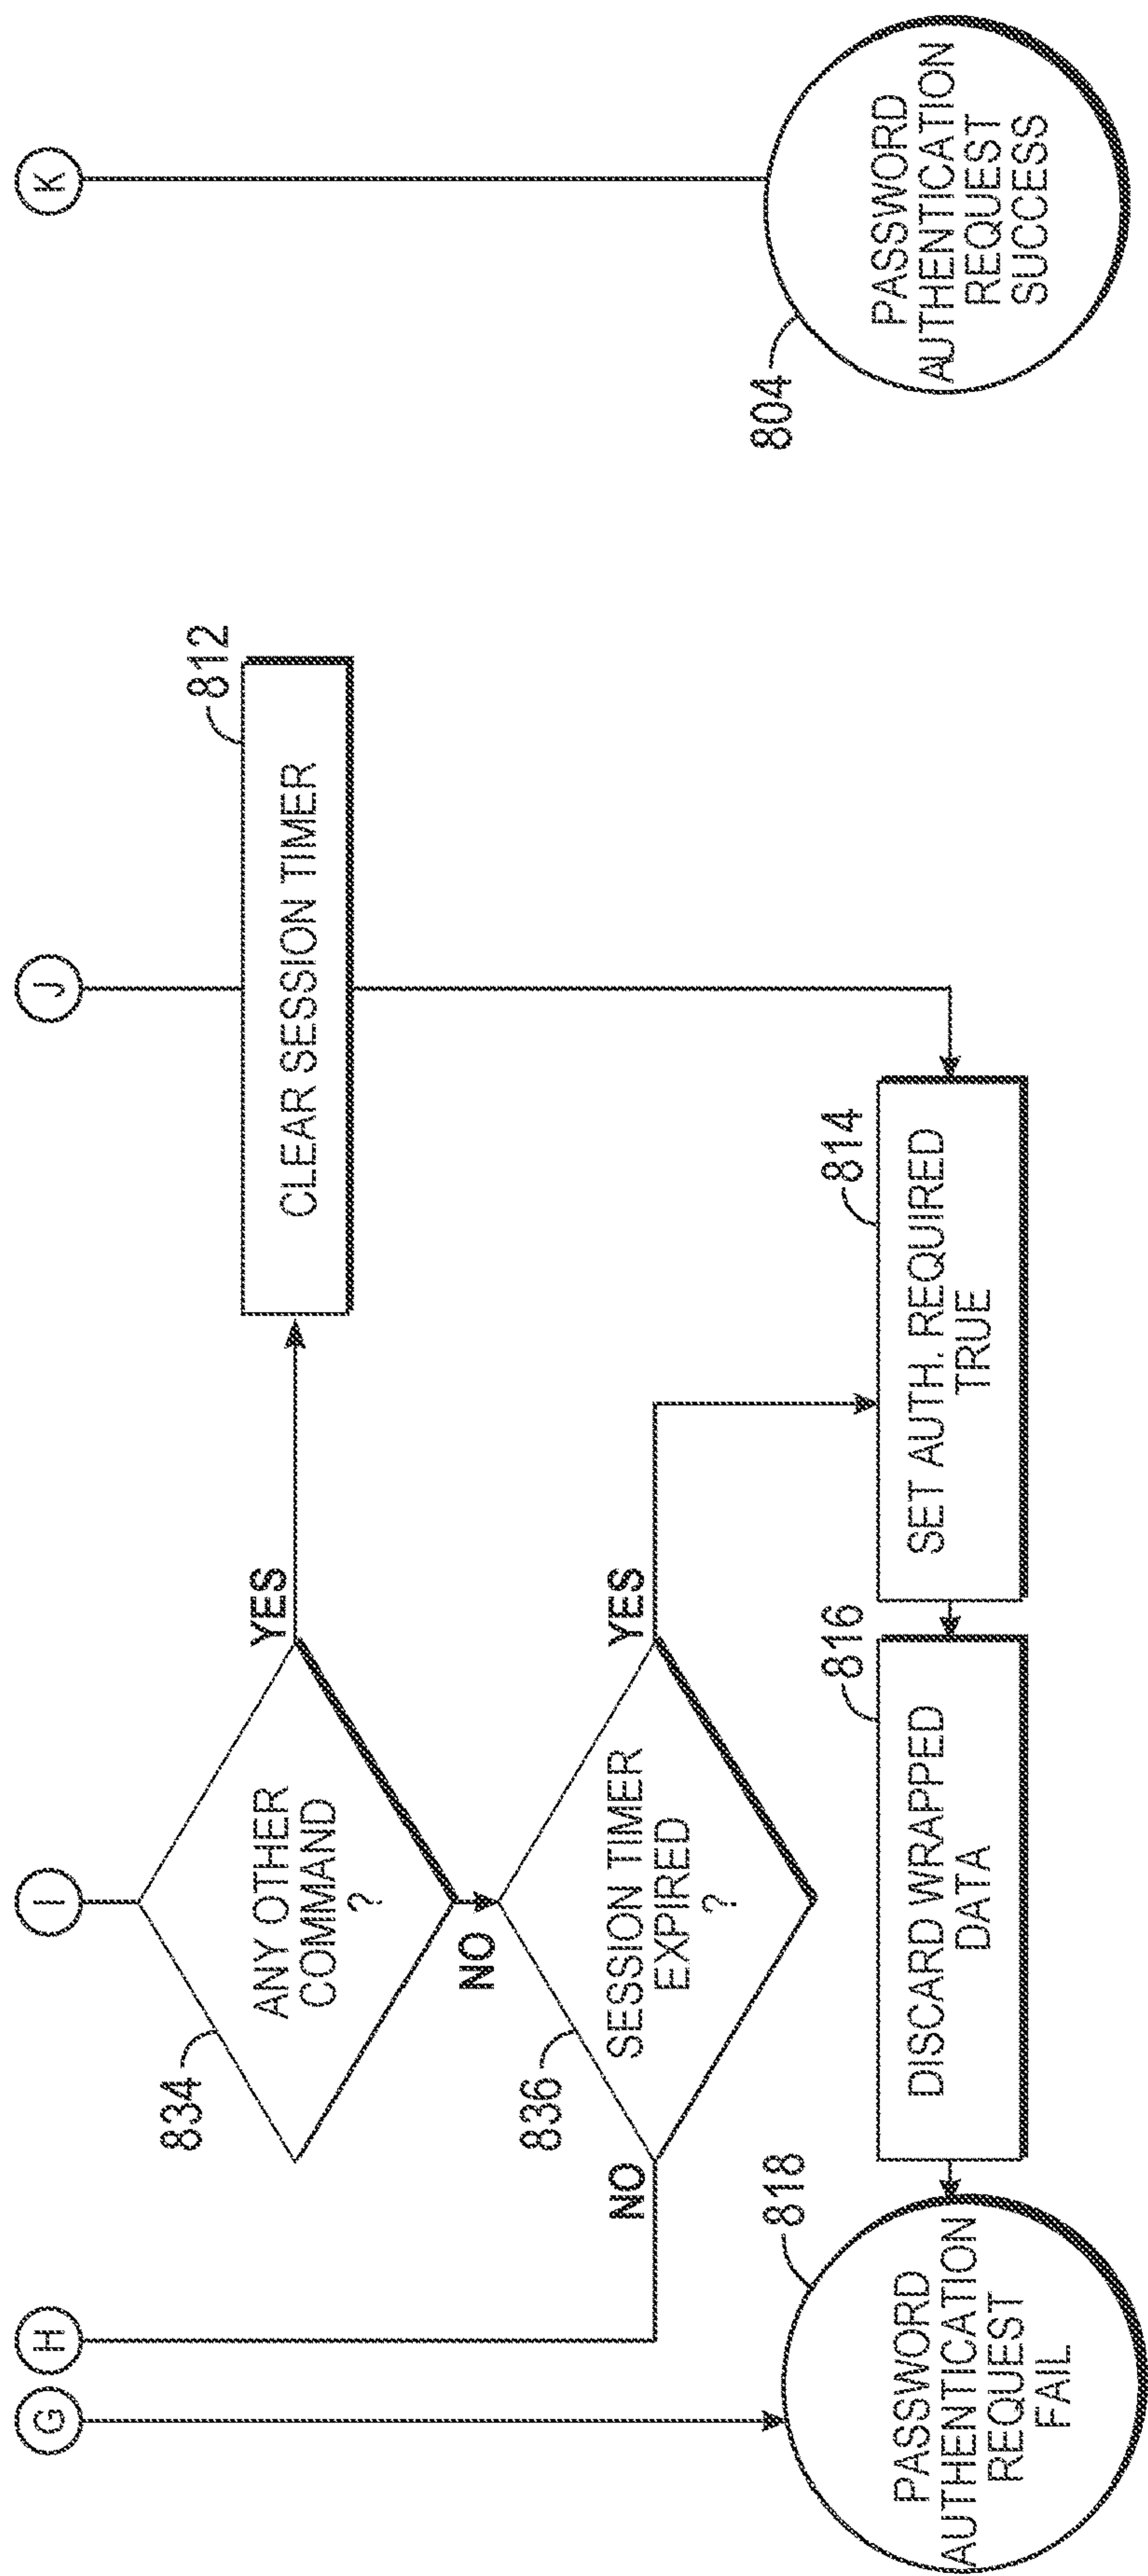 G
H
I
J
K
834
ANY OTHER
COMMAND
?
YES
NO
812
CLEAR SESSION TIMER
836
SESSION TIMER
EXPIRED
?
NO
YES
818
PASSWORD
AUTHENTICATION
REQUEST
FAIL
816
DISCARD WRAPPED
DATA
814
SET AUTH. REQUIRED
TRUE
804
PASSWORD
AUTHENTICATION
REQUEST
SUCCESS